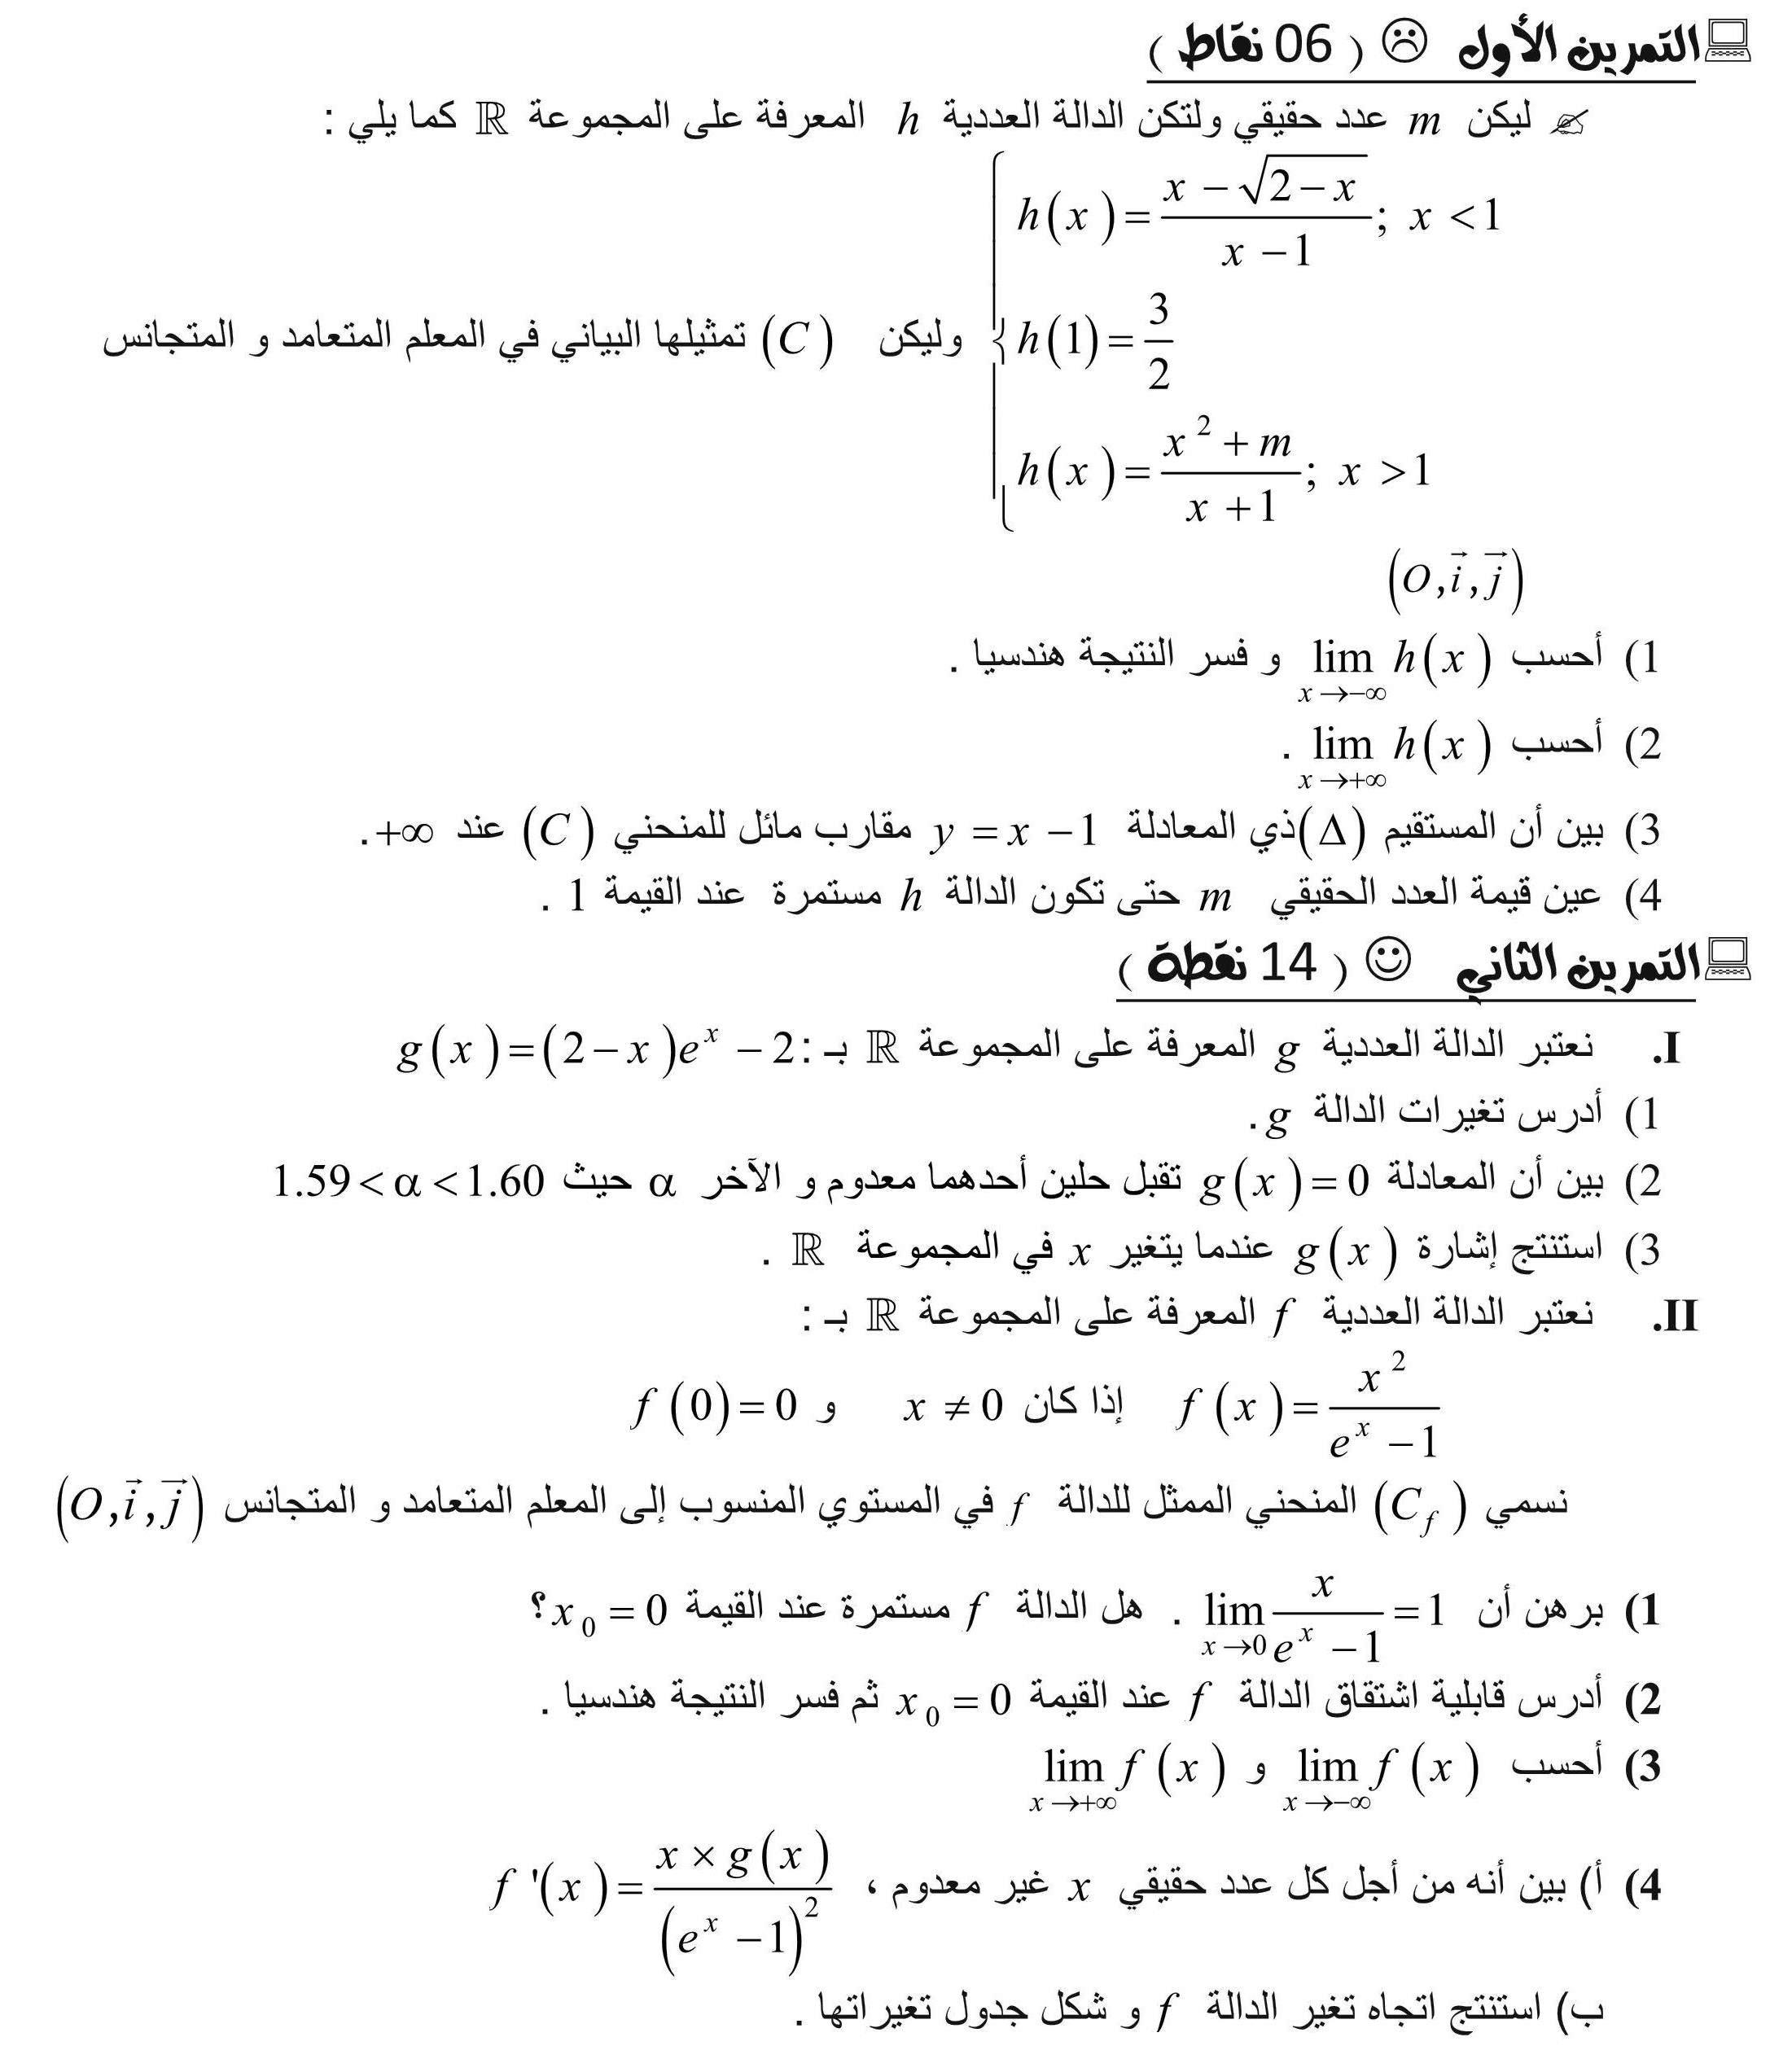 التمرين الأول ☹ ( 06 نقاط )
ليكن m عدد حقيقي ولتكن الدالة العددية h المعرفة على المجموعة ℝ كما يلي :
h(x) = (x − √(2 − x)) / (x − 1) ; x < 1
h(1) = 3/2 وليكن (C) تمثيلها البياني في المعلم المتعامد و المتجانس
h(x) = (x² + m) / (x + 1) ; x > 1
(O, i⃗, j⃗)
1) أحسب lim h(x) x→−∞ و فسر النتيجة هندسيا .
2) أحسب lim h(x) x→+∞ .
3) بين أن المستقيم (Δ) ذي المعادلة y = x − 1 مقارب مائل للمنحني (C) عند +∞ .
4) عين قيمة العدد الحقيقي m حتى تكون الدالة h مستمرة عند القيمة 1 .
التمرين الثاني ☺ ( 14 نقطة )
I. نعتبر الدالة العددية g المعرفة على المجموعة ℝ بـ : g(x) = (2 − x)eˣ − 2
1) أدرس تغيرات الدالة g .
2) بين أن المعادلة g(x) = 0 تقبل حلين أحدهما معدوم و الآخر α حيث 1.59 < α < 1.60
3) استنتج إشارة g(x) عندما يتغير x في المجموعة ℝ .
II. نعتبر الدالة العددية f المعرفة على المجموعة ℝ بـ :
f(x) = x² / (eˣ − 1) إذا كان x ≠ 0 و f(0) = 0
نسمي (C_f) المنحني الممثل للدالة f في المستوي المنسوب إلى المعلم المتعامد و المتجانس (O, i⃗, j⃗)
1) برهن أن lim x / (eˣ − 1) = 1 x→0 . هل الدالة f مستمرة عند القيمة x₀ = 0 ؟
2) أدرس قابلية اشتقاق الدالة f عند القيمة x₀ = 0 ثم فسر النتيجة هندسيا .
3) أحسب lim f(x) x→−∞ و lim f(x) x→+∞
4) أ) بين أنه من أجل كل عدد حقيقي x غير معدوم ، f '(x) = (x × g(x)) / (eˣ − 1)²
ب) استنتج اتجاه تغير الدالة f و شكل جدول تغيراتها .